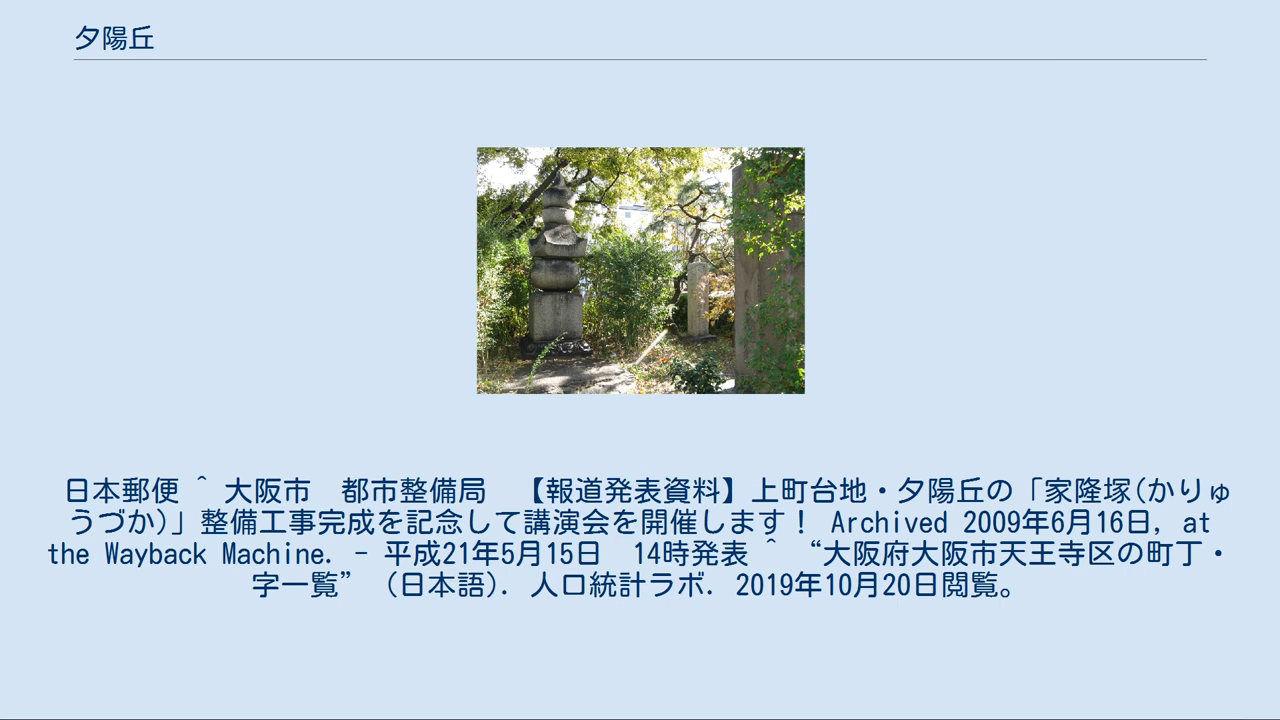 夕陽丘
日本郵便 ^ 大阪市　都市整備局　【報道発表資料】上町台地・夕陽丘の「家隆塚(かりゅ
うづか)」整備工事完成を記念して講演会を開催します！ Archived 2009年6月16日, at
the Wayback Machine. - 平成21年5月15日　14時発表 ^ “大阪府大阪市天王寺区の町丁・
字一覧” (日本語). 人口統計ラボ. 2019年10月20日閲覧。